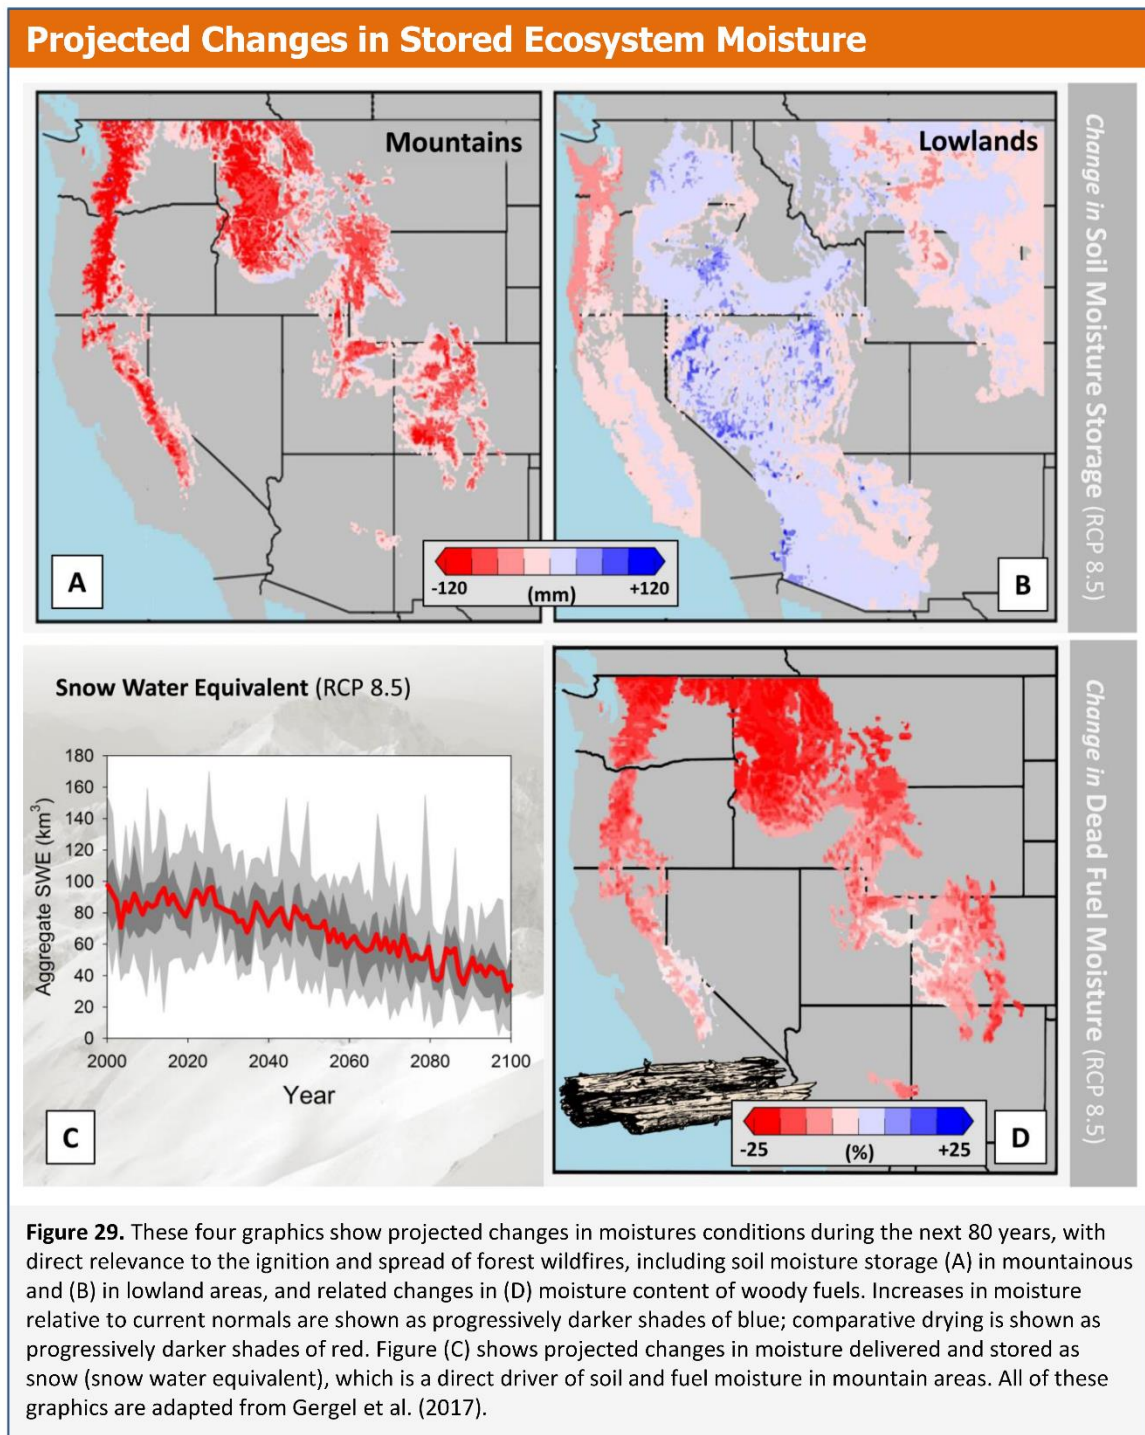 Projected Changes in Stored Ecosystem Moisture
Mountains
Lowlands
Change in Soil Moisture Storage (RCP 8.5)
A
-120
(mm)
+120
B
Snow Water Equivalent (RCP 8.5)
Aggregate SWE (km³)
180
160
140
120
100
80
60
40
20
0
2000
2020
2040
2060
2080
2100
Year
C
Change in Dead Fuel Moisture (RCP 8.5)
-25
(%)
+25
D
Figure 29. These four graphics show projected changes in moistures conditions during the next 80 years, with
direct relevance to the ignition and spread of forest wildfires, including soil moisture storage (A) in mountainous
and (B) in lowland areas, and related changes in (D) moisture content of woody fuels. Increases in moisture
relative to current normals are shown as progressively darker shades of blue; comparative drying is shown as
progressively darker shades of red. Figure (C) shows projected changes in moisture delivered and stored as
snow (snow water equivalent), which is a direct driver of soil and fuel moisture in mountain areas. All of these
graphics are adapted from Gergel et al. (2017).